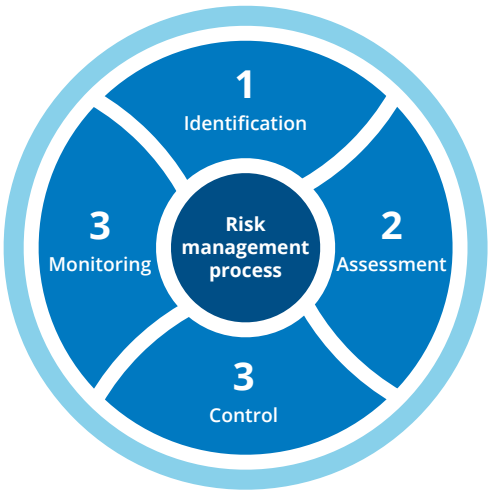 1
Identification
2
Assessment
3
Control
3
Monitoring
Risk
management
process